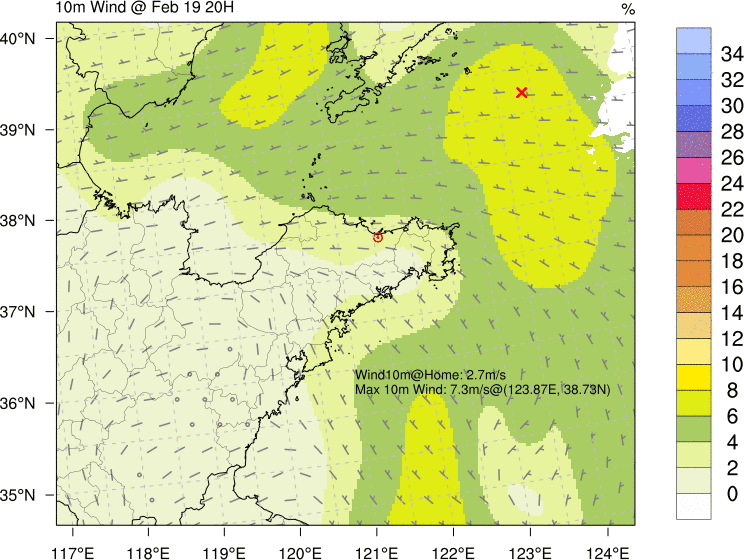 10m Wind @ Feb 19 20H
%
40°N
39°N
38°N
37°N
36°N
35°N
Wind10m@Home: 2.7m/s
Max 10m Wind: 7.3m/s@(123.87E, 38.73N)
117°E 118°E 119°E 120°E 121°E 122°E 123°E 124°E
34
32
30
28
26
24
22
20
18
16
14
12
10
8
6
4
2
0